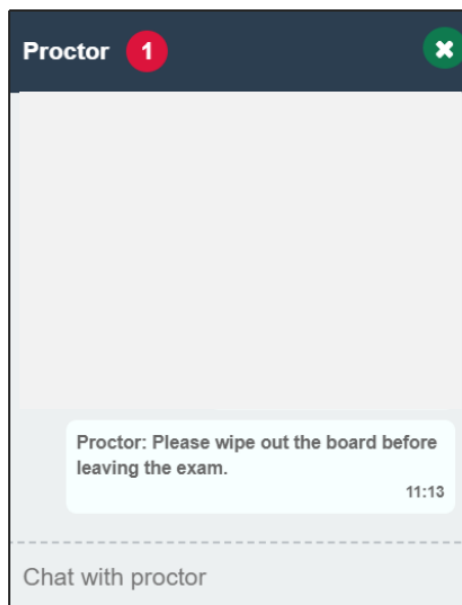 Proctor 1
Proctor: Please wipe out the board before
leaving the exam.
11:13
Chat with proctor